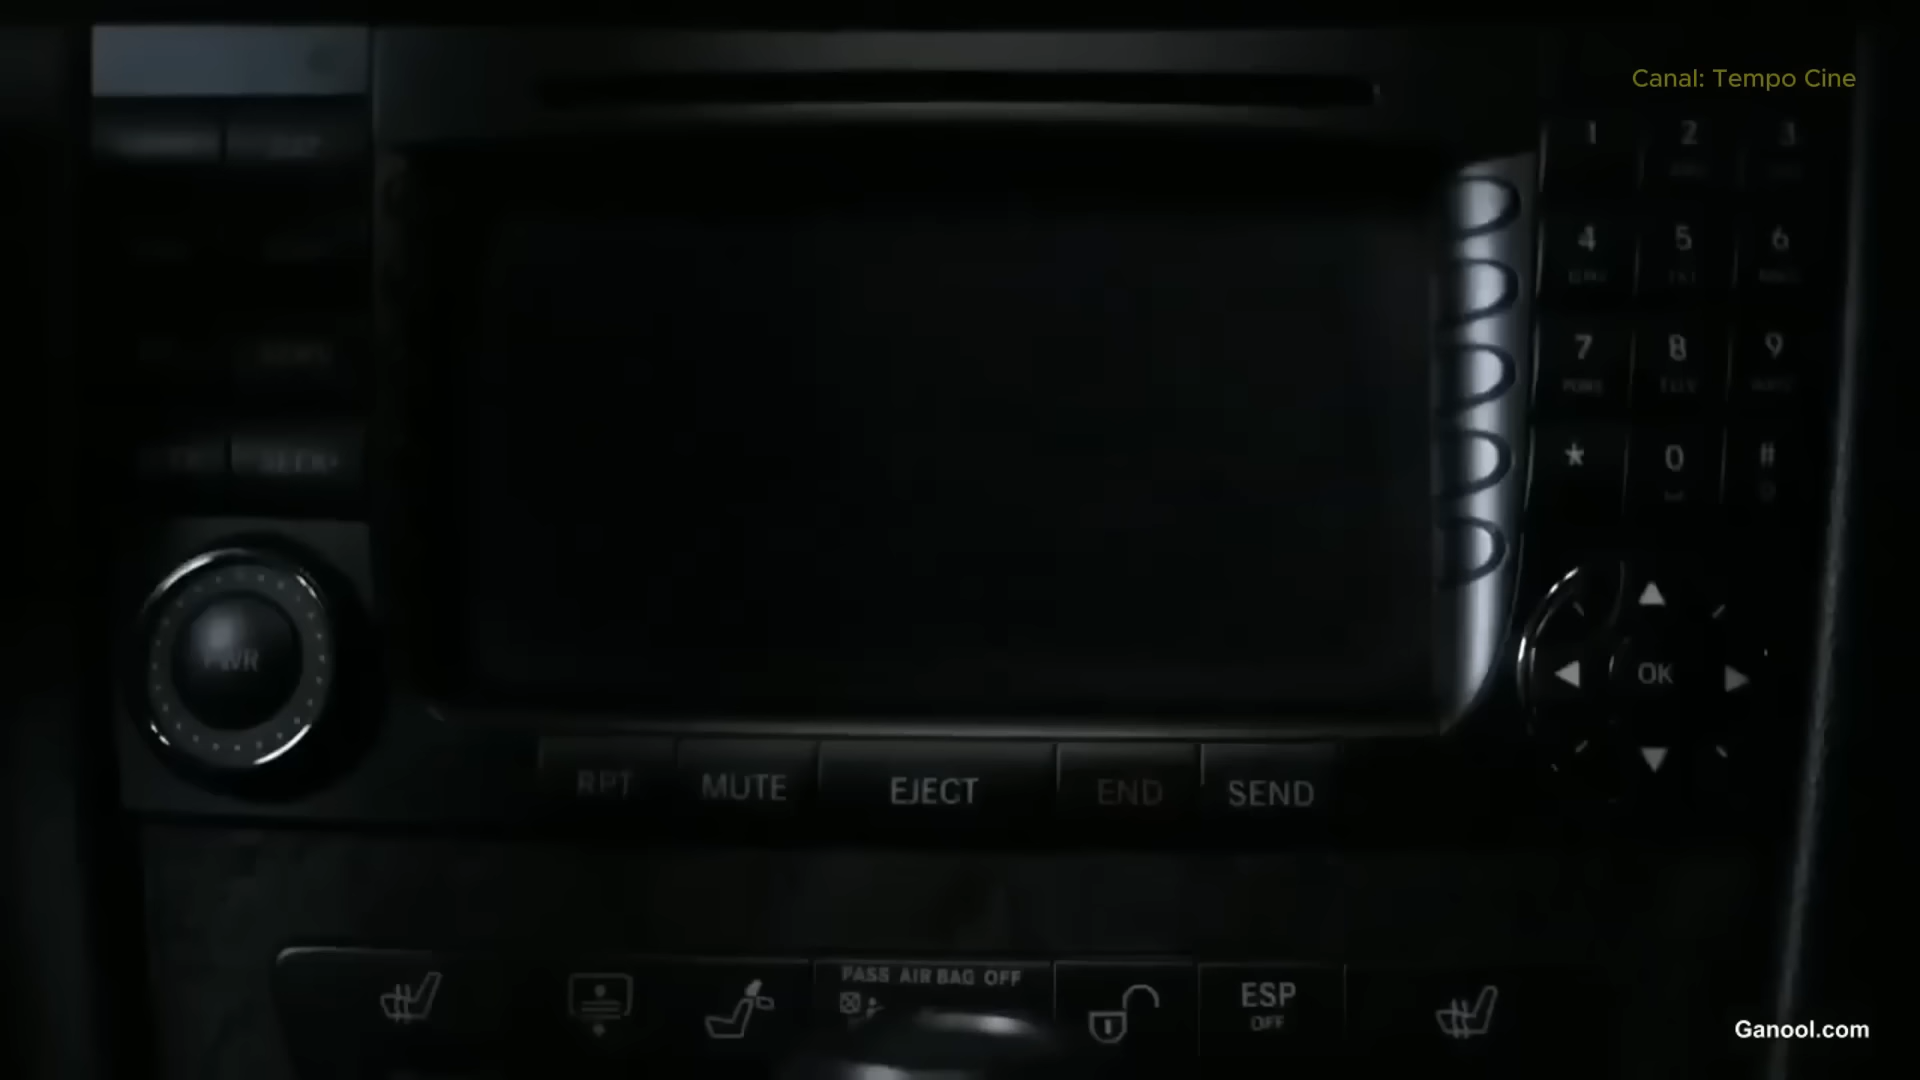 Canal: Tempo Cine
1 2 3
4 5 6
7 8 9
* 0 #
PWR
OK
RPT MUTE EJECT END SEND
PASS AIR BAG OFF
ESP
OFF
Ganool.com